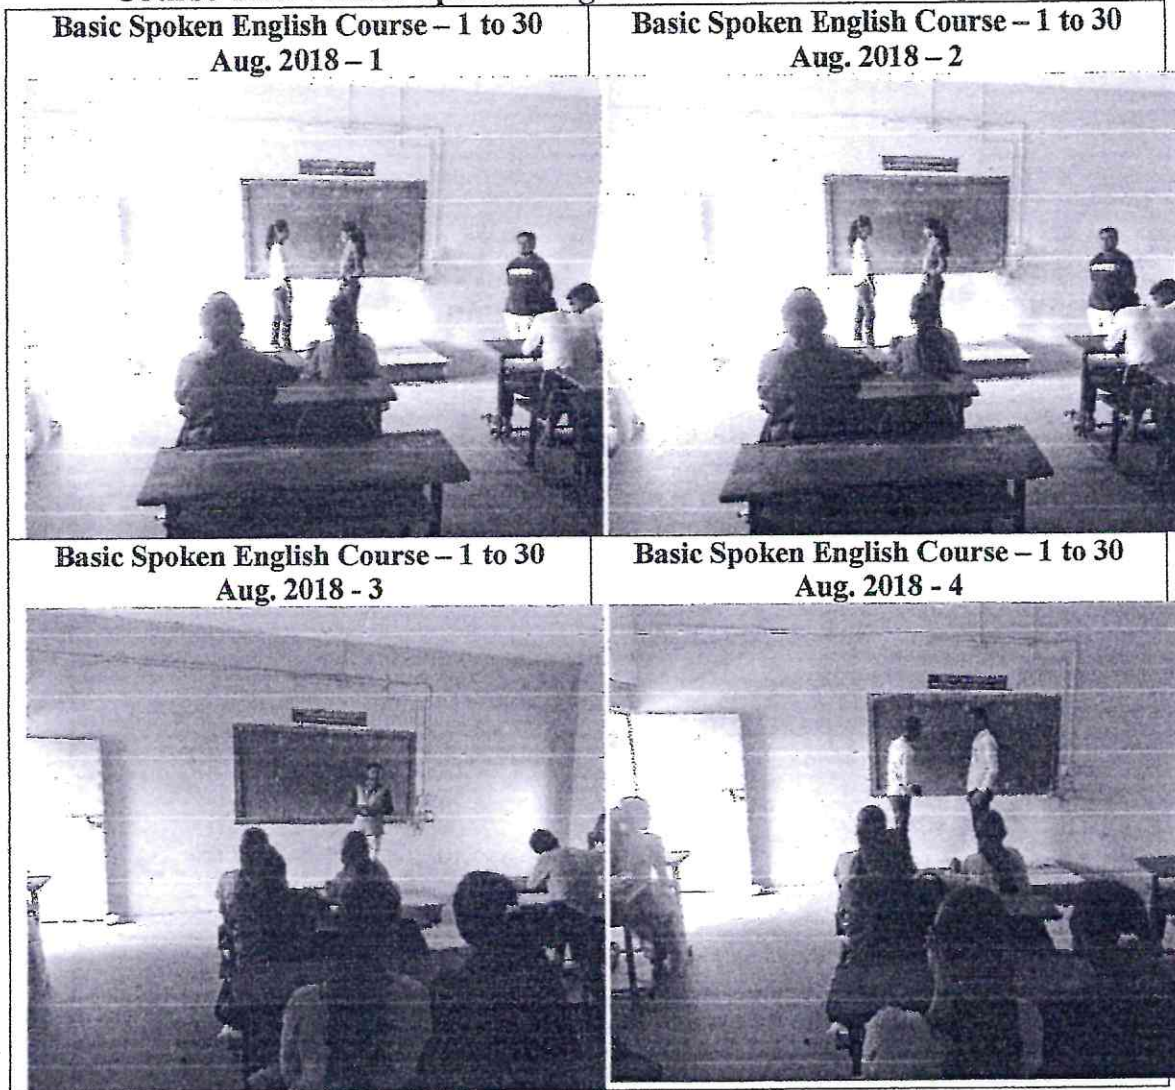 Basic Spoken English Course – 1 to 30
Aug. 2018 – 1
Basic Spoken English Course – 1 to 30
Aug. 2018 – 2
Basic Spoken English Course – 1 to 30
Aug. 2018 - 3
Basic Spoken English Course – 1 to 30
Aug. 2018 - 4